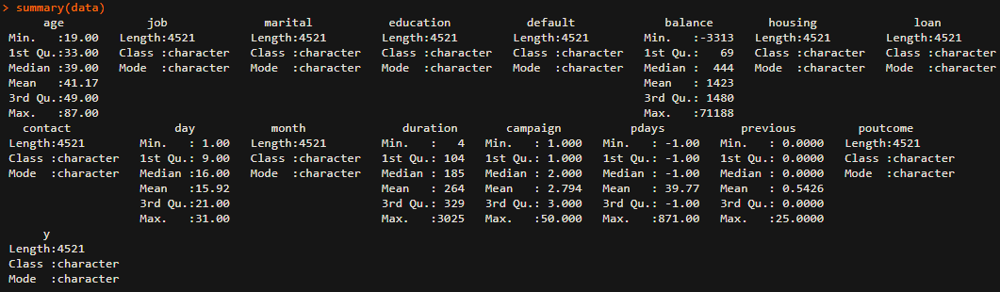 > summary(data)
age job marital education default balance housing loan
Min. :19.00 Length:4521 Length:4521 Length:4521 Length:4521 Min. :-3313 Length:4521 Length:4521
1st Qu.:33.00 Class :character Class :character Class :character Class :character 1st Qu.: 69 Class :character Class :character
Median :39.00 Mode :character Mode :character Mode :character Mode :character Median : 444 Mode :character Mode :character
Mean :41.17 Mean : 1423
3rd Qu.:49.00 3rd Qu.: 1480
Max. :87.00 Max. :71188
contact day month duration campaign pdays previous poutcome
Length:4521 Min. : 1.00 Length:4521 Min. : 4 Min. : 1.000 Min. : -1.00 Min. : 0.0000 Length:4521
Class :character 1st Qu.: 9.00 Class :character 1st Qu.: 104 1st Qu.: 1.000 1st Qu.: -1.00 1st Qu.: 0.0000 Class :character
Mode :character Median :16.00 Mode :character Median : 185 Median : 2.000 Median : -1.00 Median : 0.0000 Mode :character
Mean :15.92 Mean : 264 Mean : 2.794 Mean : 39.77 Mean : 0.5426
3rd Qu.:21.00 3rd Qu.: 329 3rd Qu.: 3.000 3rd Qu.: -1.00 3rd Qu.: 0.0000
Max. :31.00 Max. :3025 Max. :50.000 Max. :871.00 Max. :25.0000
y
Length:4521
Class :character
Mode :character